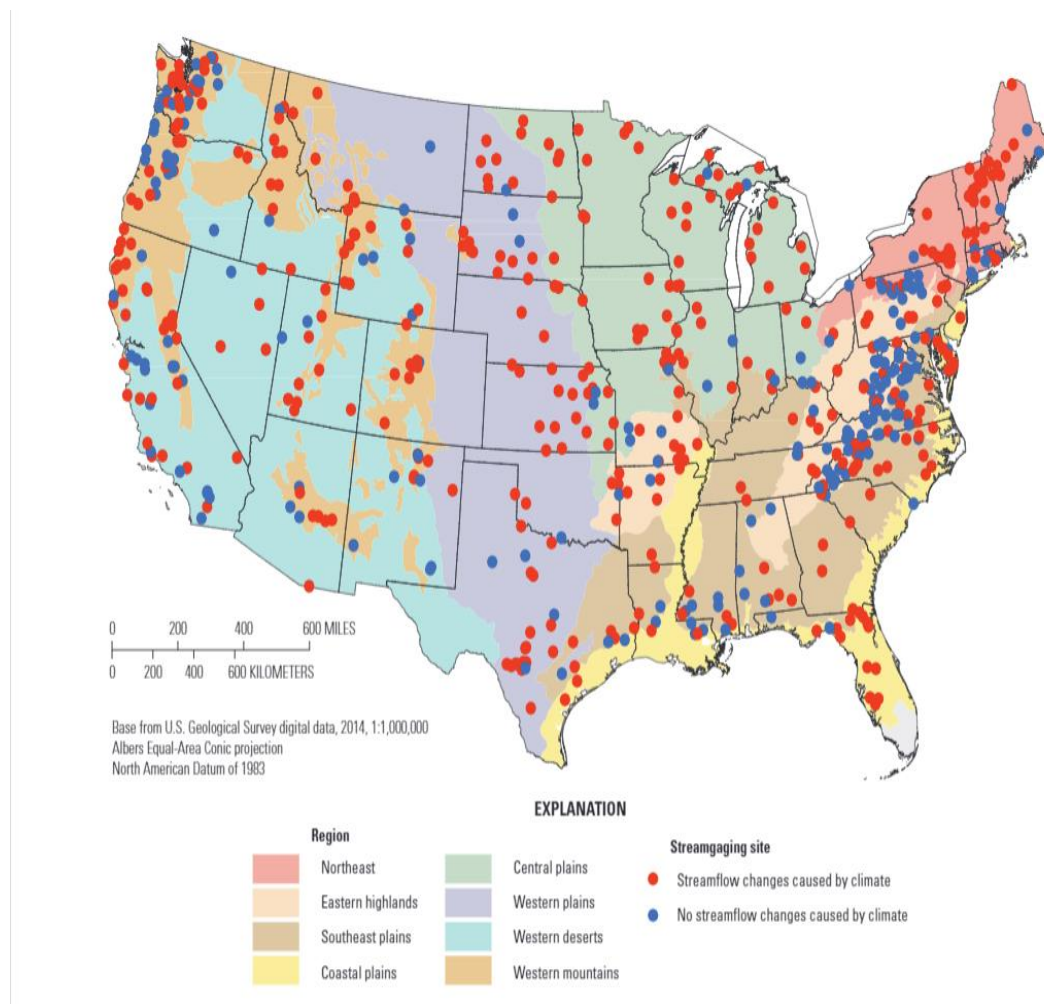 0 200 400 600 MILES
0 200 400 600 KILOMETERS
Base from U.S. Geological Survey digital data, 2014, 1:1,000,000
Albers Equal-Area Conic projection
North American Datum of 1983
EXPLANATION
Region
Northeast
Eastern highlands
Southeast plains
Coastal plains
Central plains
Western plains
Western deserts
Western mountains
Streamgaging site
Streamflow changes caused by climate
No streamflow changes caused by climate